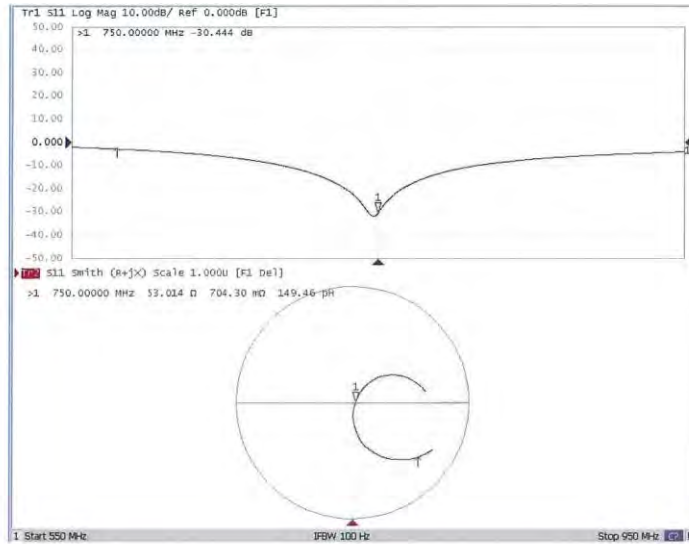 Tr1 S11 Log Mag 10.00dB/ Ref 0.000dB [F1]
50.00
>1 750.00000 MHz -30.444 dB
40.00
30.00
20.00
10.00
0.000
-10.00
-20.00
-30.00
-40.00
-50.00
1
1
Tr2 S11 Smith (R+jX) Scale 1.000U [F1 Del]
>1 750.00000 MHz 53.014 Ω 704.30 mΩ 149.46 pH
1
1 Start 550 MHz IFBW 100 Hz Stop 950 MHz